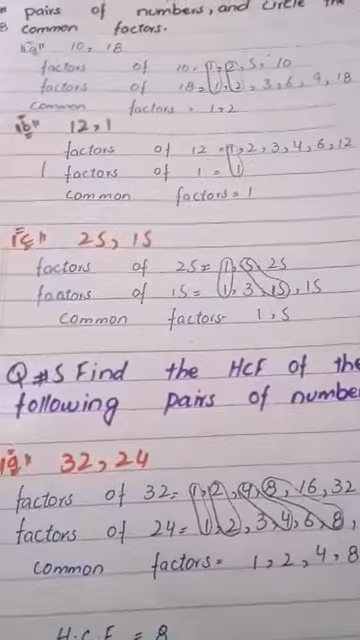 pairs of numbers, and circle the
common factors.
"a" 10, 18
factors of 10 = 1, 2, 5, 10
factors of 18 = 1, 2, 3, 6, 9, 18
common factors = 1, 2
"b" 12, 1
factors of 12 = 1, 2, 3, 4, 6, 12
factors of 1 = 1
common factors = 1
"c" 25, 15
factors of 25 = 1, 5, 25
factors of 15 = 1, 3, 15, 15
common factors = 1, 5
Q#5 Find the HCF of the
following pairs of number
"a" 32, 24
factors of 32 = 1, 2, 4, 8, 16, 32
factors of 24 = 1, 2, 3, 4, 6, 8,
common factors = 1, 2, 4, 8
H.C.F = 8